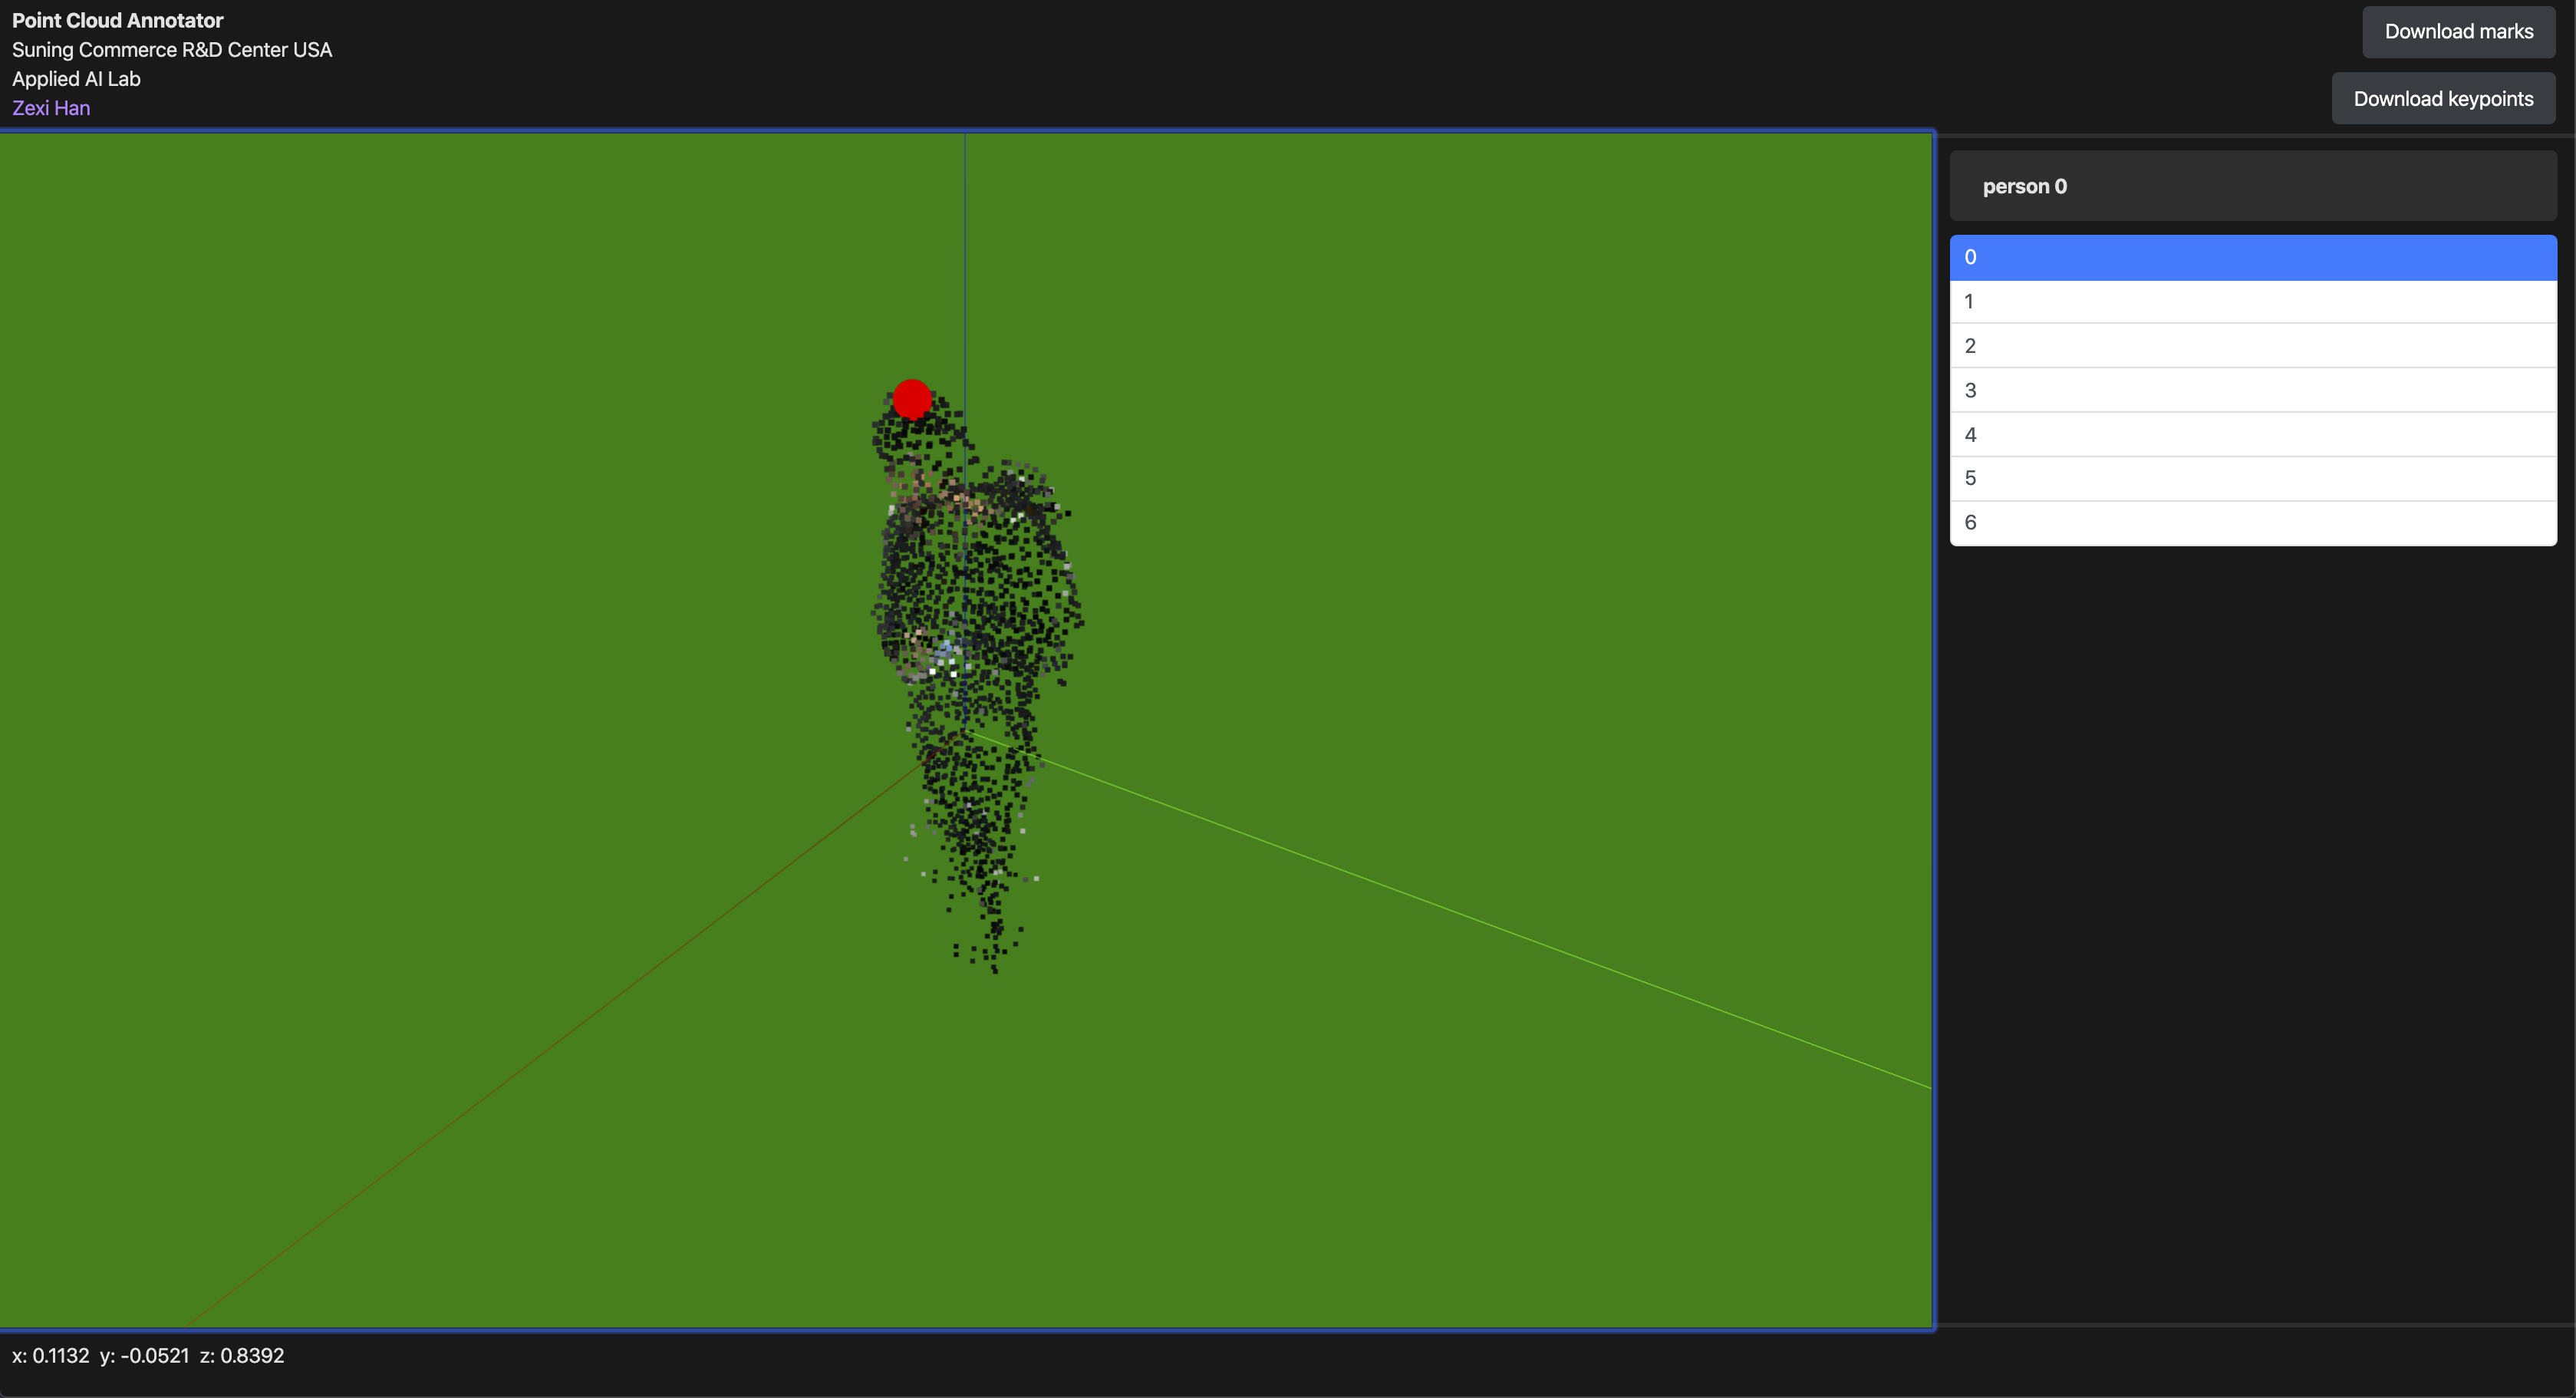 Point Cloud Annotator
Suning Commerce R&D Center USA
Applied AI Lab
Zexi Han
Download marks
Download keypoints
person 0
0
1
2
3
4
5
6
x: 0.1132 y: -0.0521 z: 0.8392